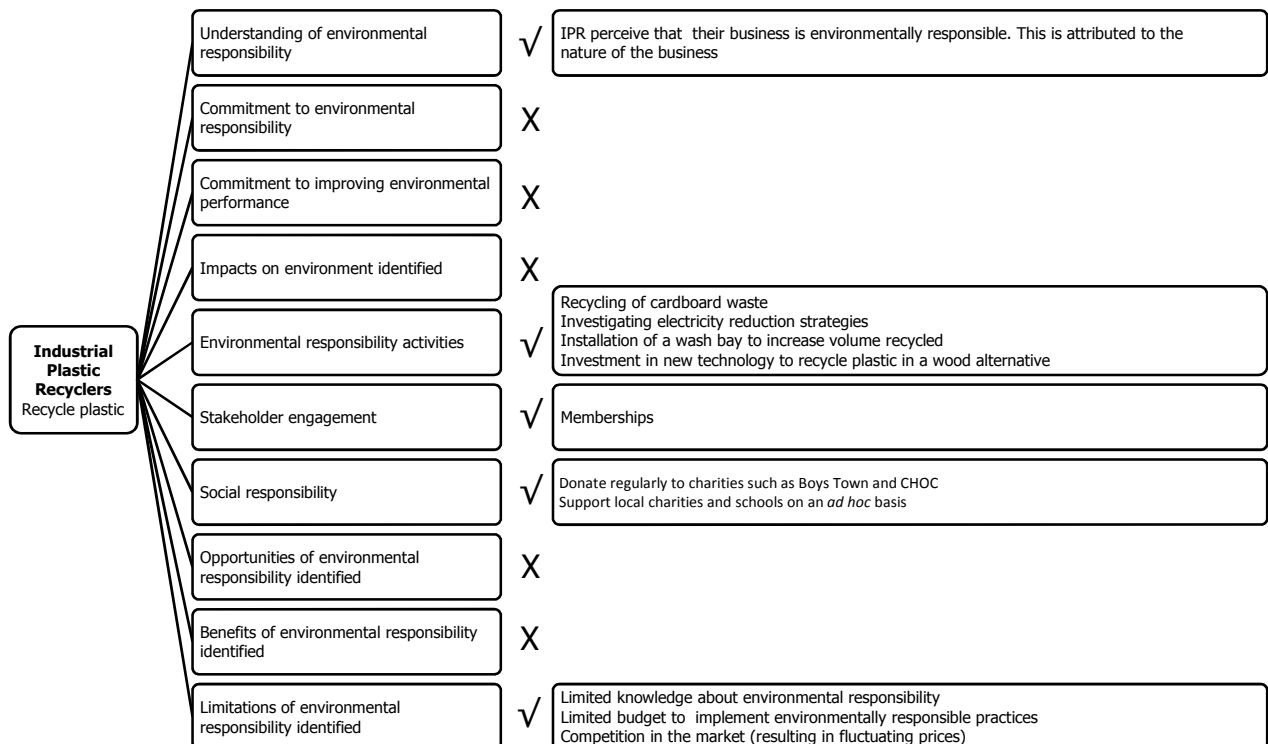 Industrial
Plastic
Recyclers
Recycle plastic
Understanding of environmental
responsibility
√
IPR perceive that their business is environmentally responsible. This is attributed to the
nature of the business
Commitment to environmental
responsibility
X
Commitment to improving environmental
performance
X
Impacts on environment identified
X
Environmental responsibility activities
√
Recycling of cardboard waste
Investigating electricity reduction strategies
Installation of a wash bay to increase volume recycled
Investment in new technology to recycle plastic in a wood alternative
Stakeholder engagement
√
Memberships
Social responsibility
√
Donate regularly to charities such as Boys Town and CHOC
Support local charities and schools on an ad hoc basis
Opportunities of environmental
responsibility identified
X
Benefits of environmental responsibility
identified
X
Limitations of environmental
responsibility identified
√
Limited knowledge about environmental responsibility
Limited budget to implement environmentally responsible practices
Competition in the market (resulting in fluctuating prices)